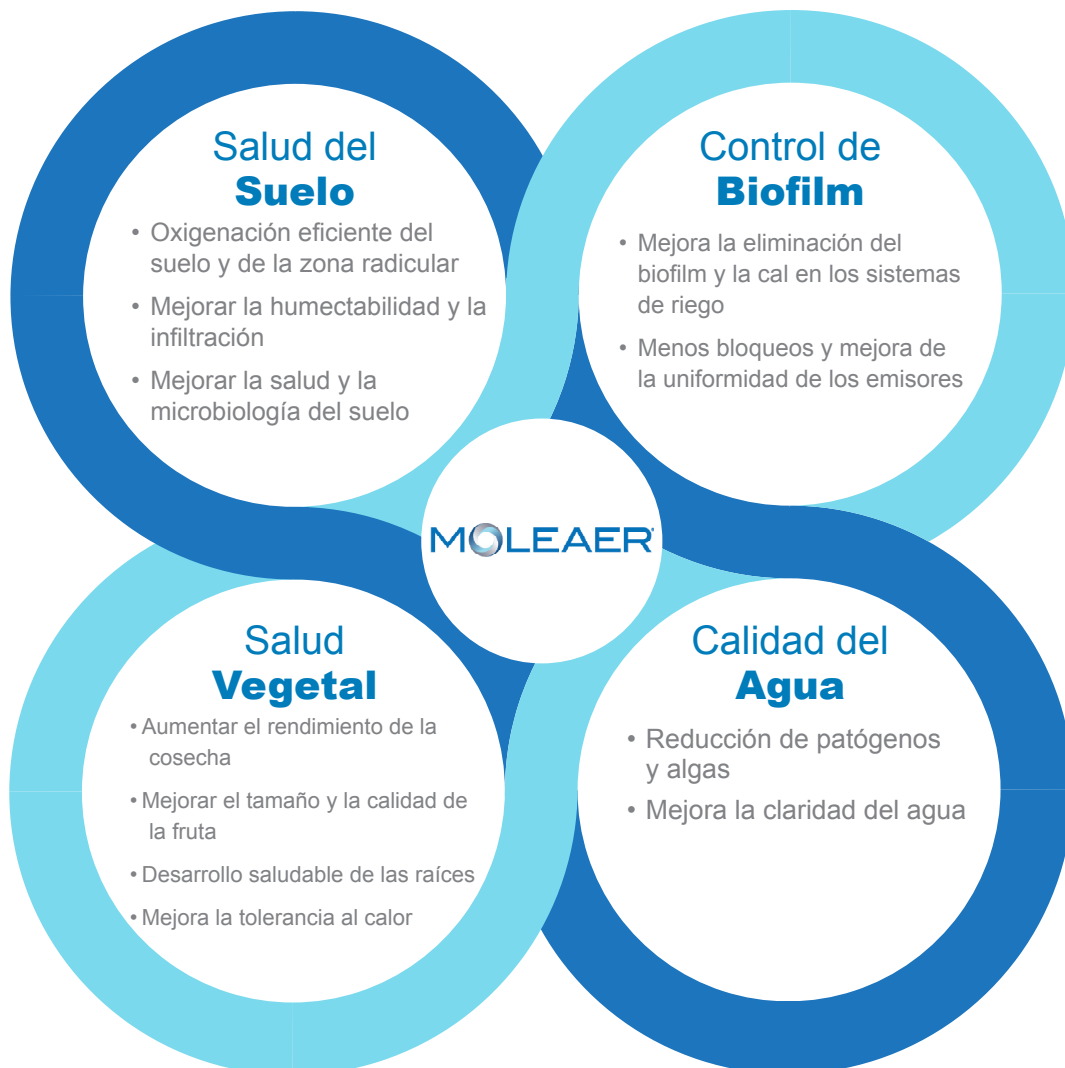 Salud del
Suelo
• Oxigenación eficiente del
suelo y de la zona radicular
• Mejorar la humectabilidad y la
infiltración
• Mejorar la salud y la
microbiología del suelo
Control de
Biofilm
• Mejora la eliminación del
biofilm y la cal en los sistemas
de riego
• Menos bloqueos y mejora de
la uniformidad de los emisores
MOLEAER
Salud
Vegetal
• Aumentar el rendimiento de la
cosecha
• Mejorar el tamaño y la calidad de
la fruta
• Desarrollo saludable de las raíces
• Mejora la tolerancia al calor
Calidad del
Agua
• Reducción de patógenos
y algas
• Mejora la claridad del agua